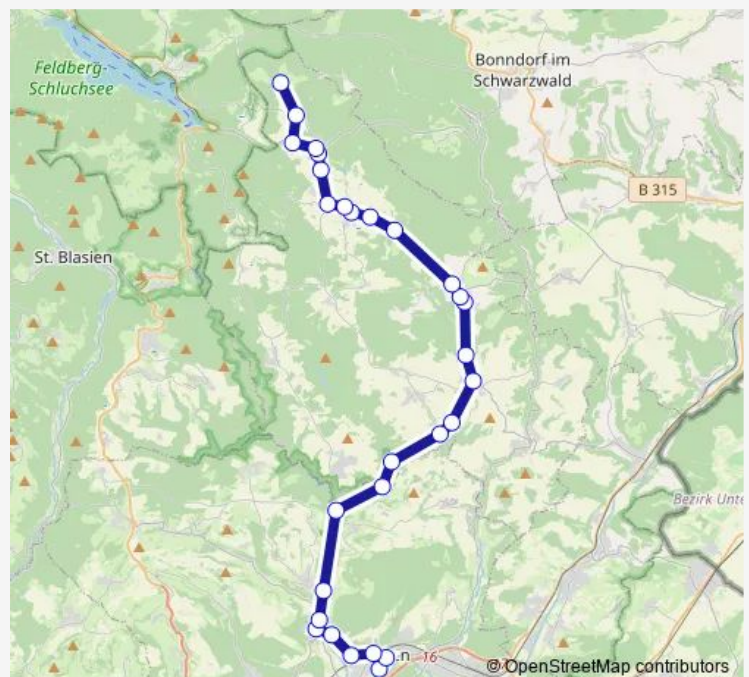 Feldberg-
Schluchsee
Bonndorf im
Schwarzwald
B 315
St. Blasien
Bezirk Unte
n
16
© OpenStreetMap contributors